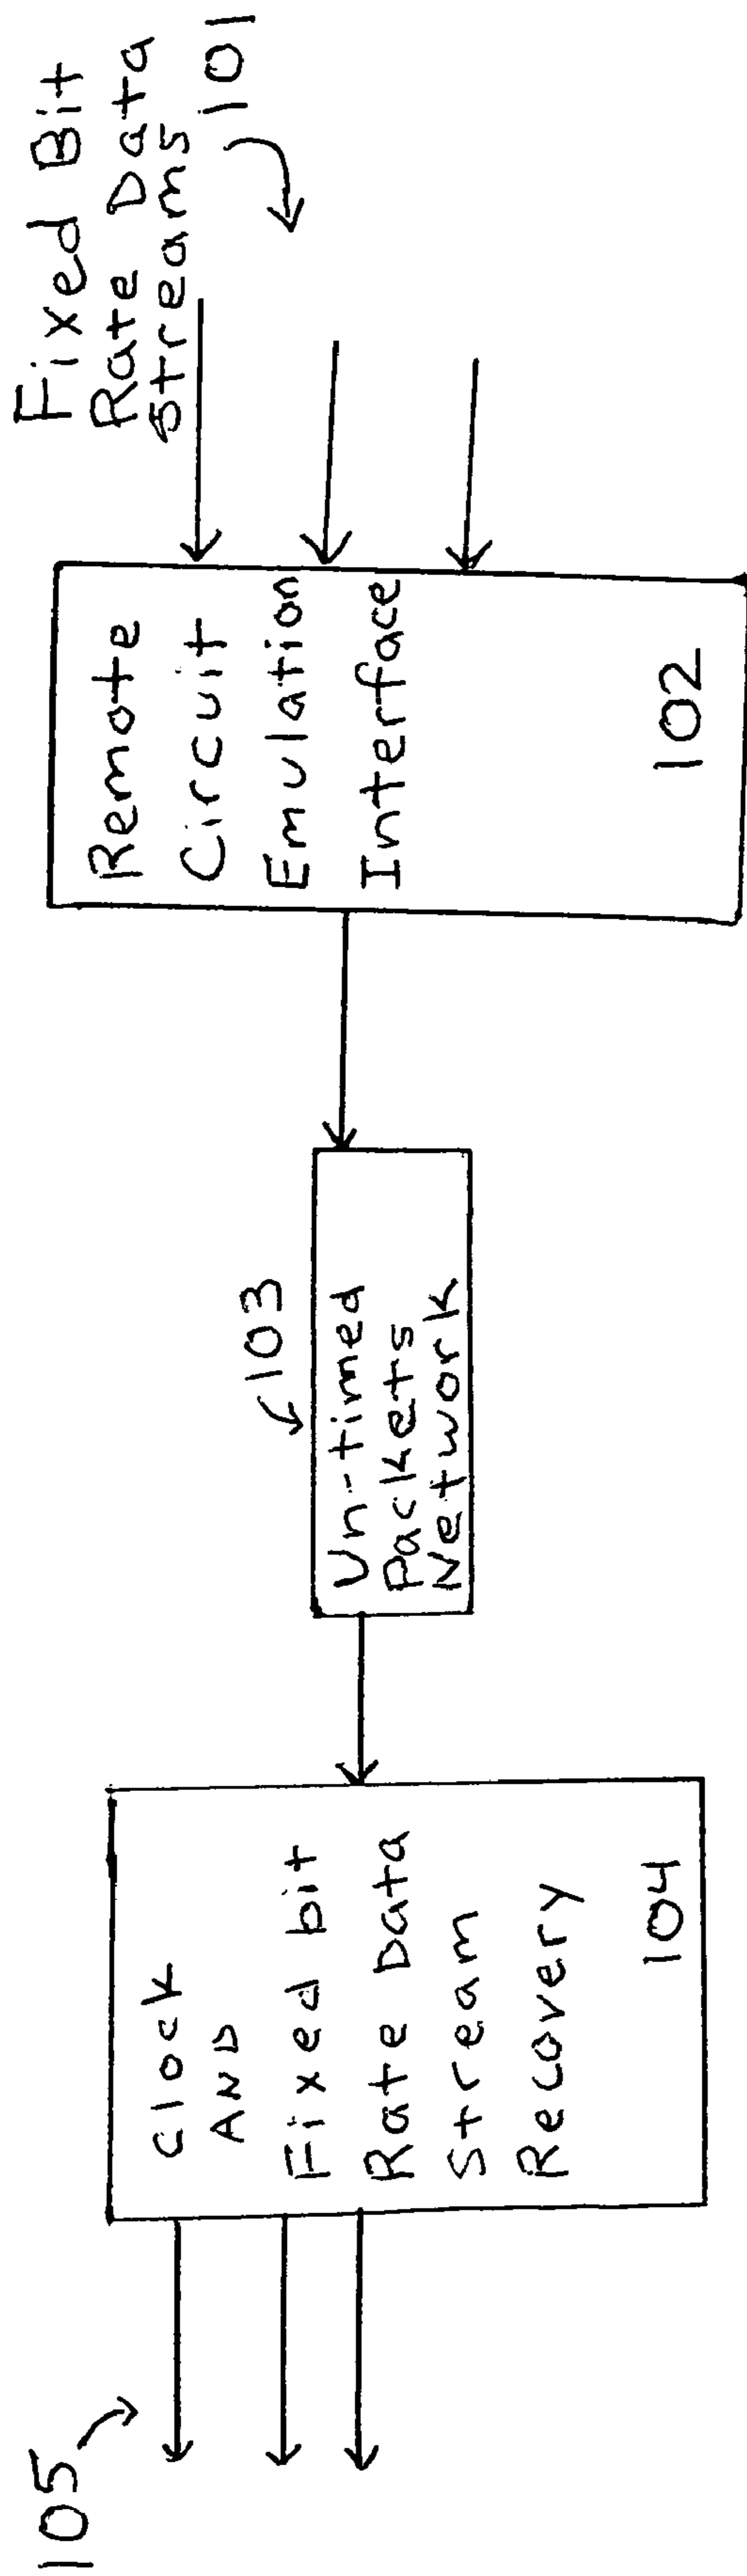 Fixed Bit
Rate Data
Streams
101
Remote
Circuit
Emulation
Interface
102
103
Un-timed
Packets
Network
Clock
AND
Fixed bit
Rate Data
Stream
Recovery
104
105